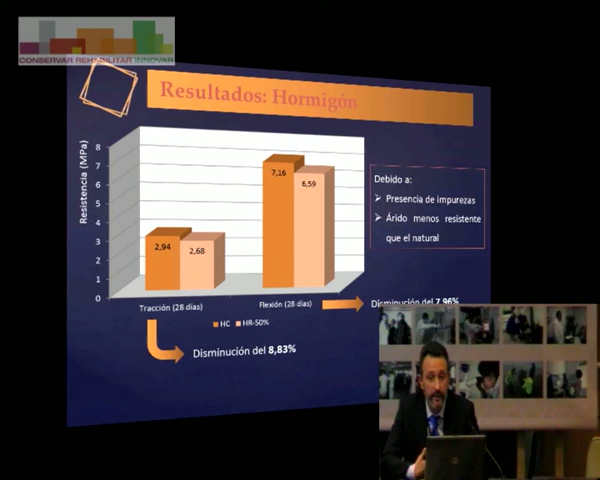 CONSERVAR REHABILITAR INNOVAR
Resultados: Hormigón
Resistencia (MPa)
8
7
6
5
4
3
2
1
0
2,94
2,68
7,16
6,59
Tracción (28 días)
Flexión (28 días)
HC
HR-50%
Debido a:
➢ Presencia de impurezas
➢ Árido menos resistente
que el natural
Disminución del 7,96%
Disminución del 8,83%